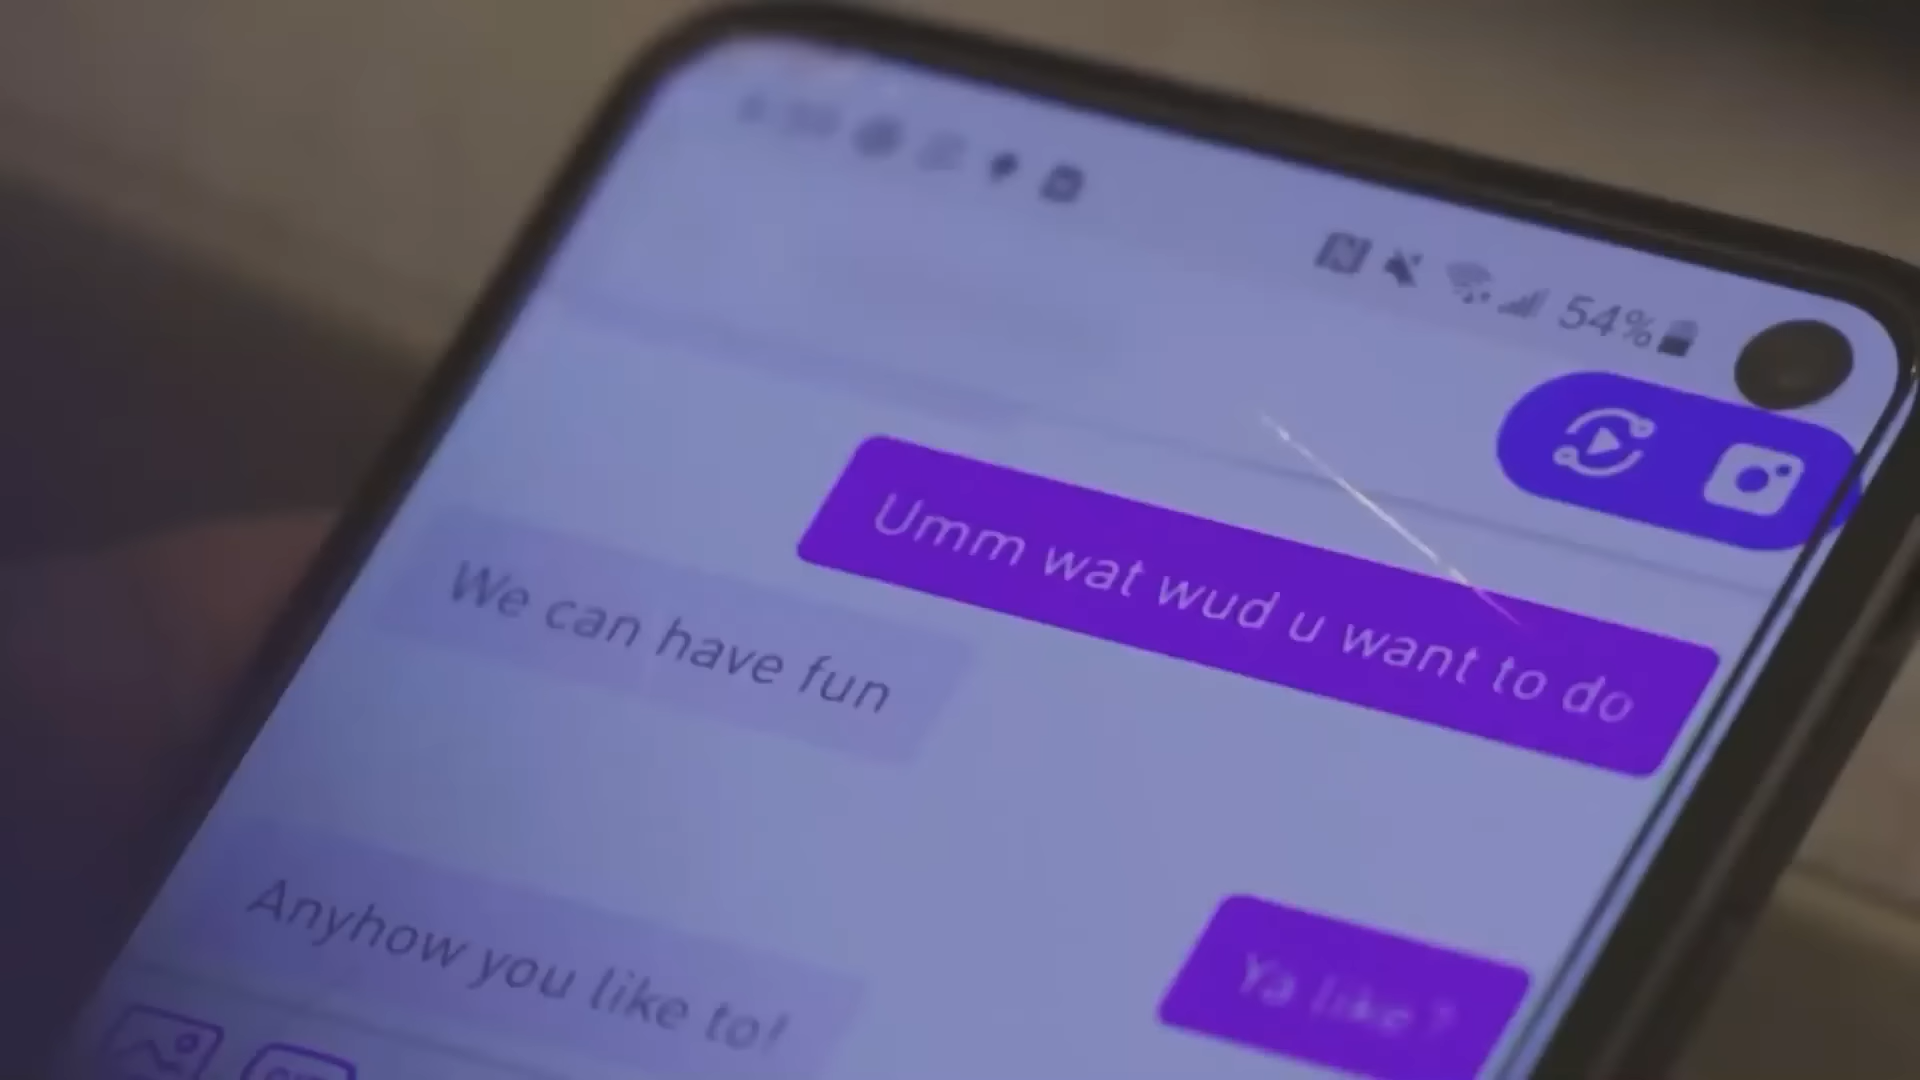 54%
Umm wat wud u want to do
We can have fun
Ya like?
Anyhow you like to!